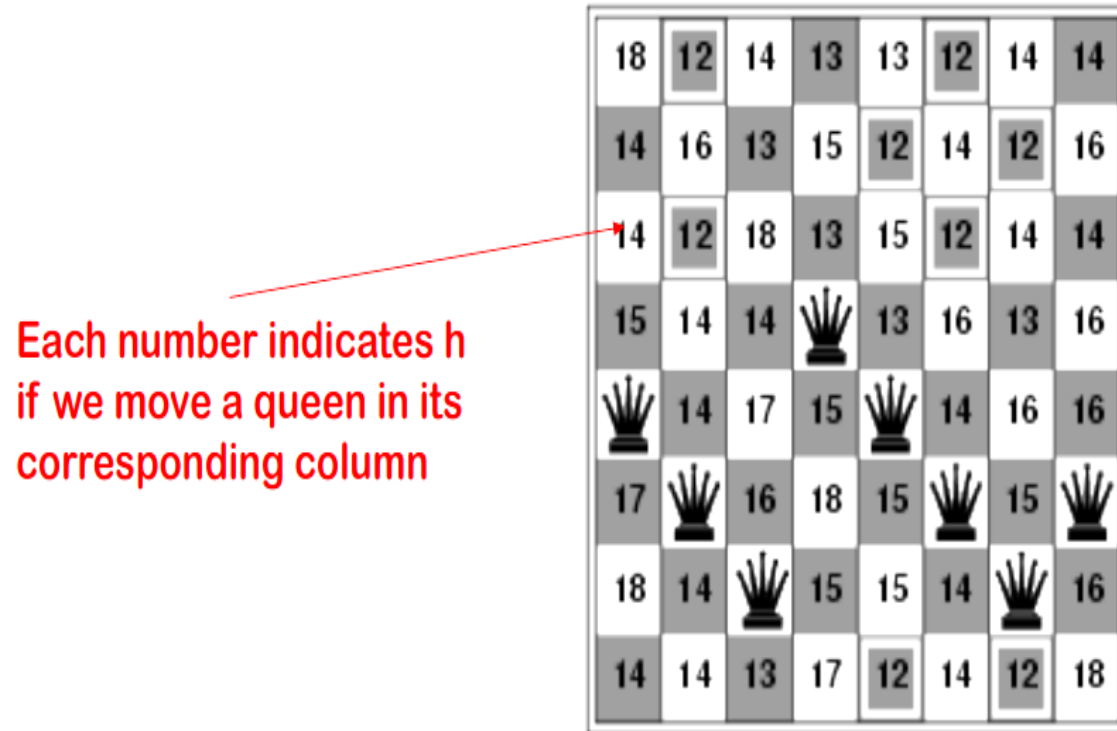 18 12 14 13 13 12 14 14
14 16 13 15 12 14 12 16
14 12 18 13 15 12 14 14
15 14 14 13 16 13 16
14 17 15 14 16 16
17 16 18 15 15
18 14 15 15 14 16
14 14 13 17 12 14 12 18
Each number indicates h
if we move a queen in its
corresponding column